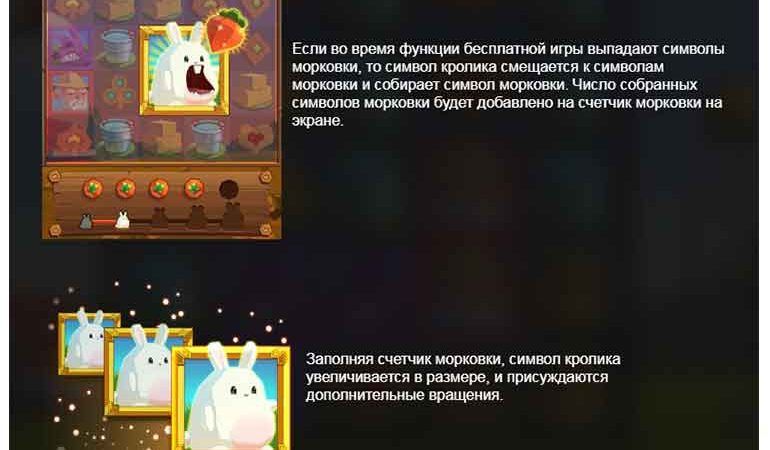 Если во время функции бесплатной игры выпадают символы
морковки, то символ кролика смещается к символам
морковки и собирает символ морковки. Число собранных
символов морковки будет добавлено на счетчик морковки на
экране.
Заполняя счетчик морковки, символ кролика
увеличивается в размере, и присуждаются
дополнительные вращения.